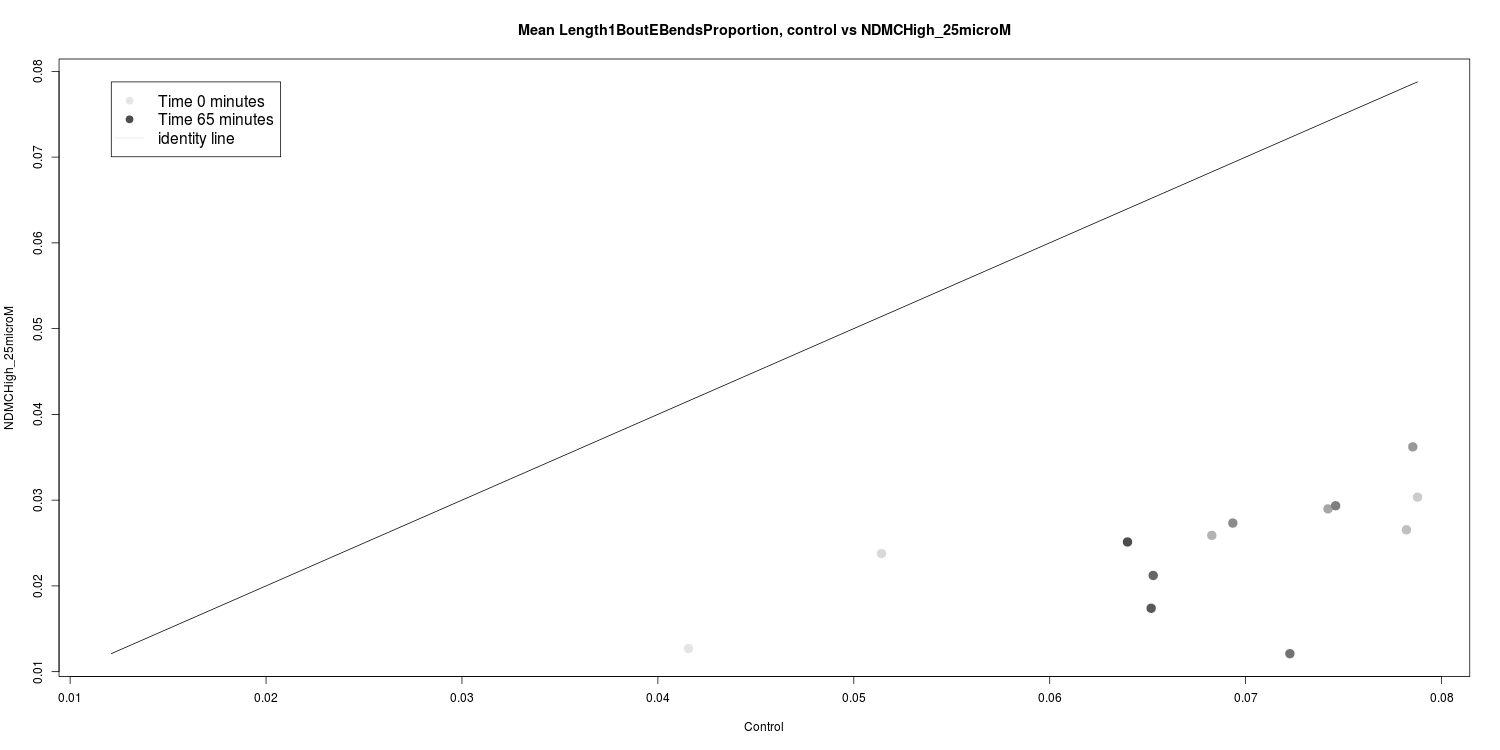 Mean Length1BoutEBendsProportion, control vs NDMCHigh_25microM
Time 0 minutes
Time 65 minutes
identity line
NDMCHigh_25microM
0.08
0.07
0.06
0.05
0.04
0.03
0.02
0.01
0.01 0.02 0.03 0.04 0.05 0.06 0.07 0.08
Control